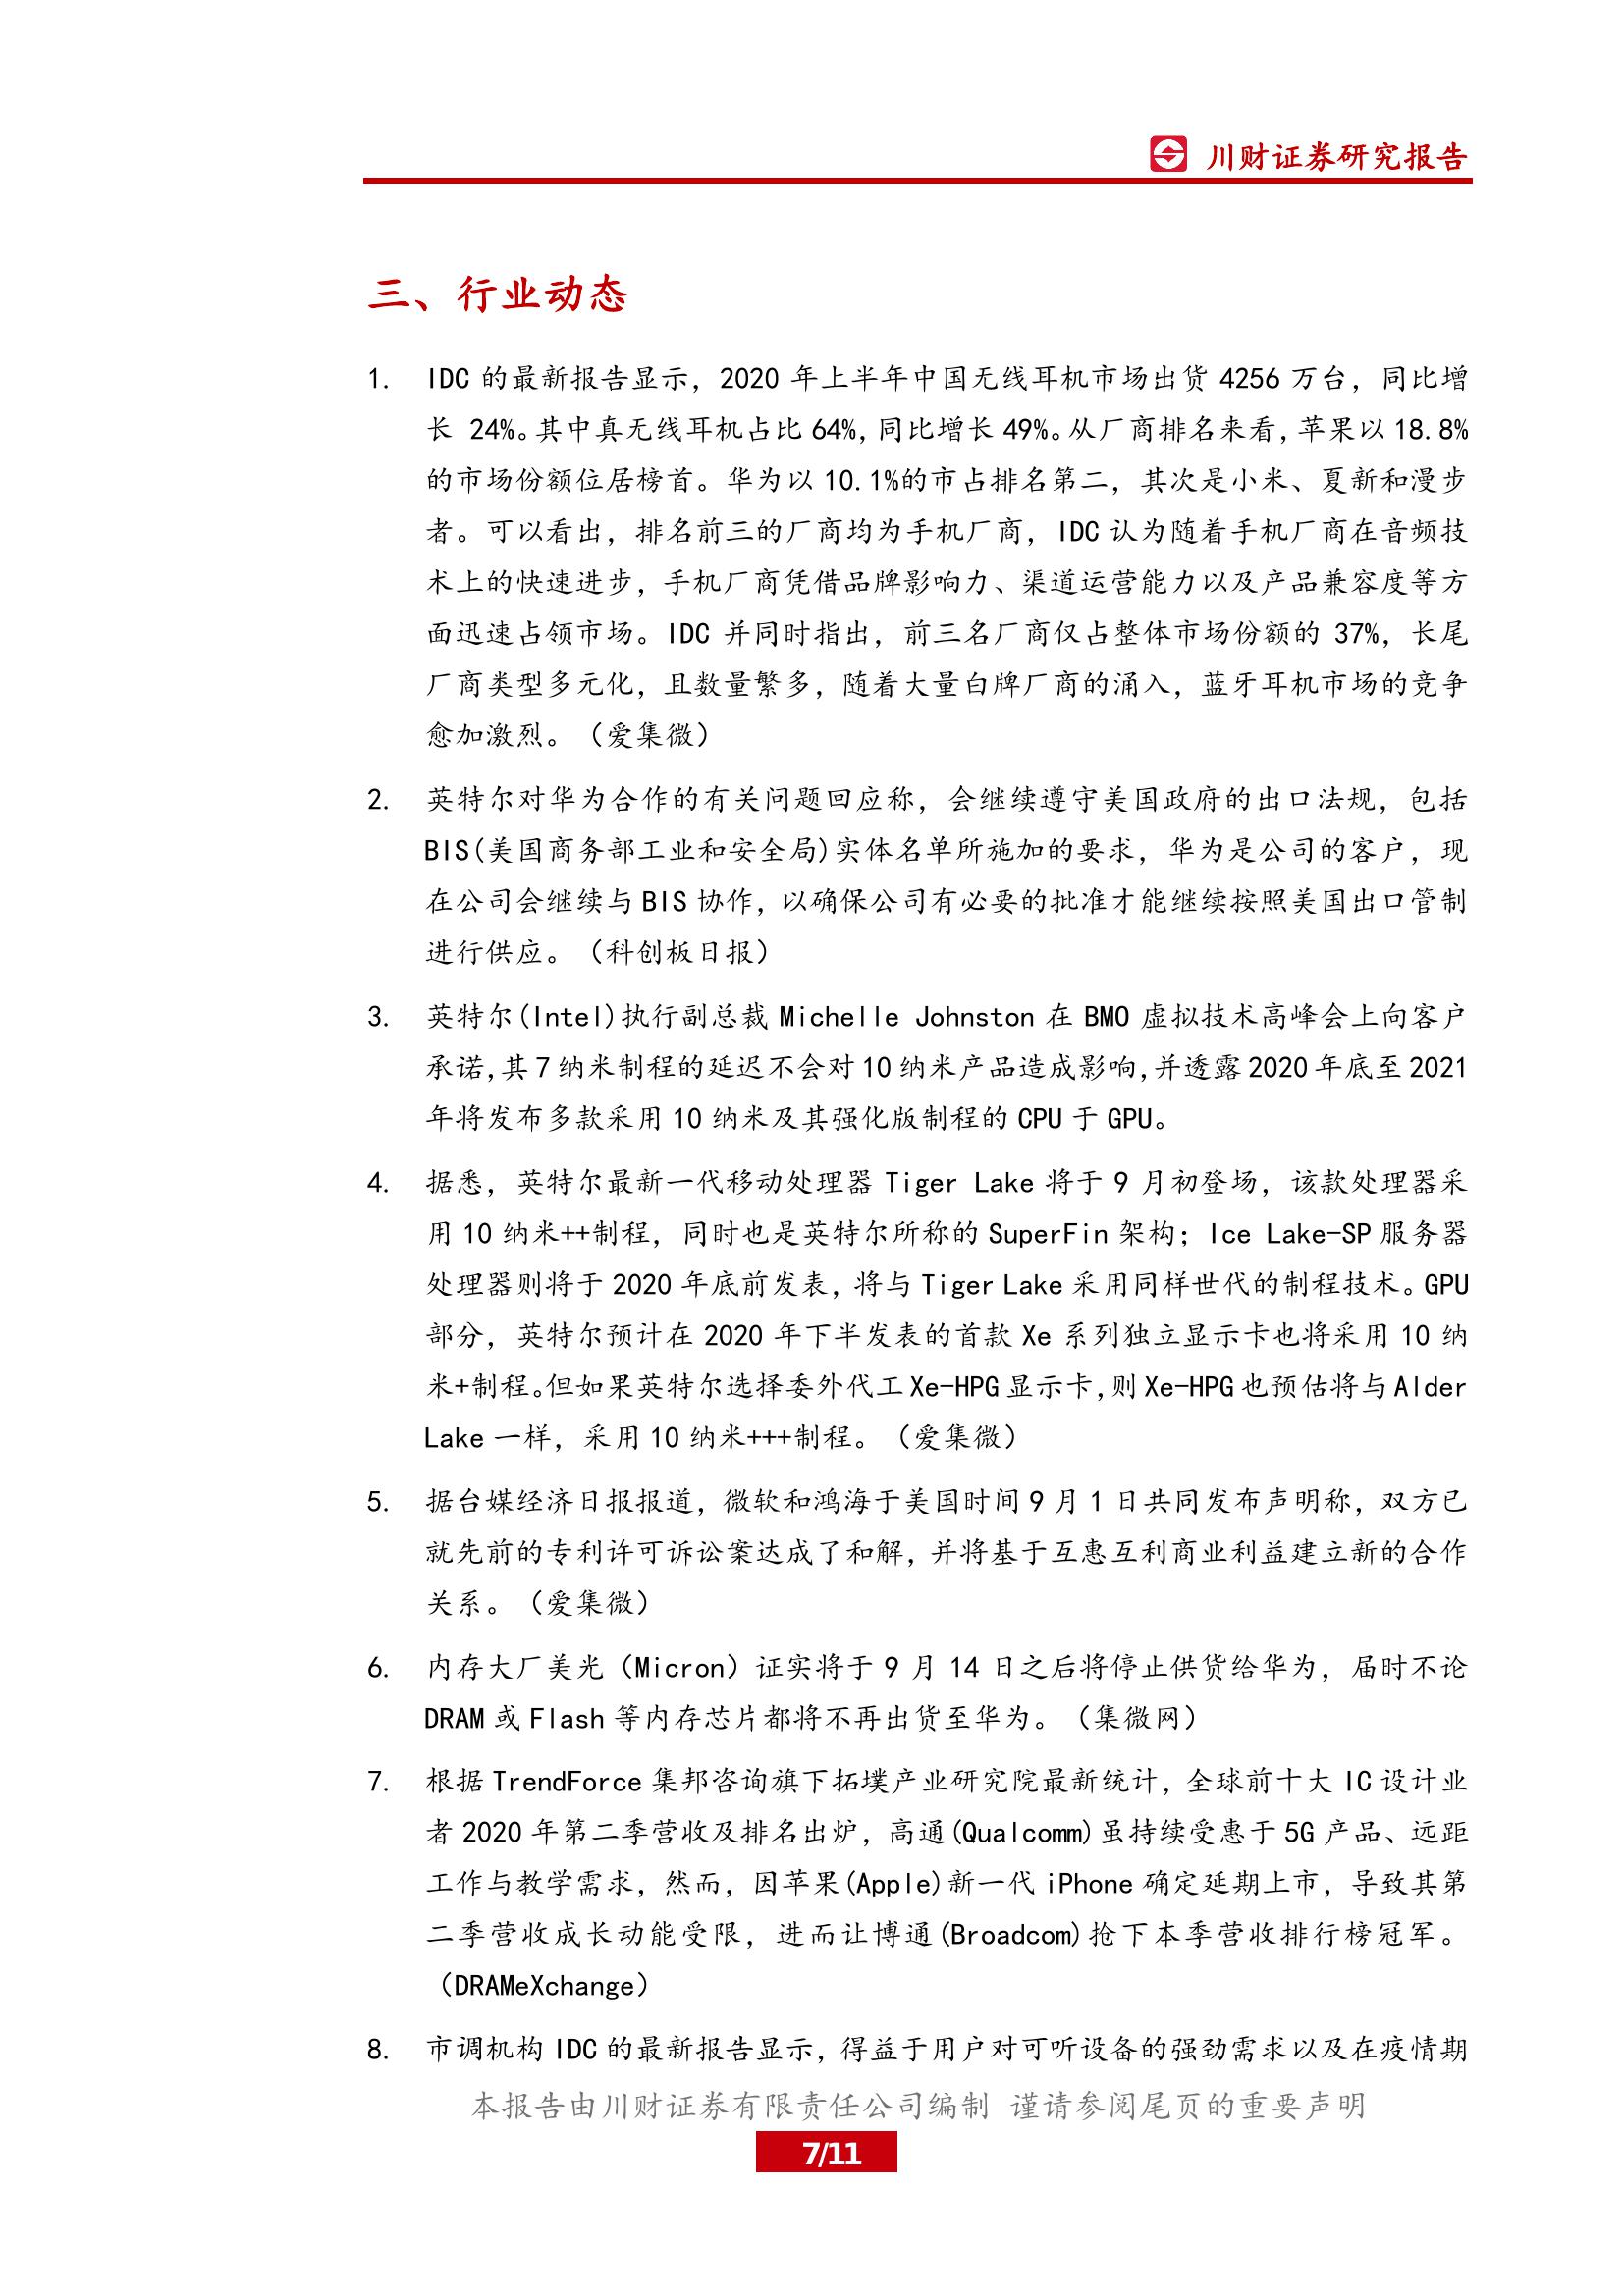 川财证券研究报告
三、行业动态
1. IDC 的最新报告显示，2020 年上半年中国无线耳机市场出货 4256 万台，同比增
长 24%。其中真无线耳机占比 64%，同比增长 49%。从厂商排名来看，苹果以 18.8%
的市场份额位居榜首。华为以 10.1%的市占排名第二，其次是小米、夏新和漫步
者。可以看出，排名前三的厂商均为手机厂商，IDC 认为随着手机厂商在音频技
术上的快速进步，手机厂商凭借品牌影响力、渠道运营能力以及产品兼容度等方
面迅速占领市场。IDC 并同时指出，前三名厂商仅占整体市场份额的 37%，长尾
厂商类型多元化，且数量繁多，随着大量白牌厂商的涌入，蓝牙耳机市场的竞争
愈加激烈。（爱集微）
2. 英特尔对华为合作的有关问题回应称，会继续遵守美国政府的出口法规，包括
BIS(美国商务部工业和安全局)实体名单所施加的要求，华为是公司的客户，现
在公司会继续与 BIS 协作，以确保公司有必要的批准才能继续按照美国出口管制
进行供应。（科创板日报）
3. 英特尔(Intel)执行副总裁 Michelle Johnston 在 BMO 虚拟技术高峰会上向客户
承诺,其 7 纳米制程的延迟不会对 10 纳米产品造成影响,并透露 2020 年底至 2021
年将发布多款采用 10 纳米及其强化版制程的 CPU 于 GPU。
4. 据悉，英特尔最新一代移动处理器 Tiger Lake 将于 9 月初登场，该款处理器采
用 10 纳米++制程，同时也是英特尔所称的 SuperFin 架构；Ice Lake-SP 服务器
处理器则将于 2020 年底前发表，将与 Tiger Lake 采用同样世代的制程技术。GPU
部分，英特尔预计在 2020 年下半发表的首款 Xe 系列独立显示卡也将采用 10 纳
米+制程。但如果英特尔选择委外代工 Xe-HPG 显示卡,则 Xe-HPG 也预估将与 Alder
Lake 一样，采用 10 纳米+++制程。（爱集微）
5. 据台媒经济日报报道，微软和鸿海于美国时间 9 月 1 日共同发布声明称，双方已
就先前的专利许可诉讼案达成了和解，并将基于互惠互利商业利益建立新的合作
关系。（爱集微）
6. 内存大厂美光（Micron）证实将于 9 月 14 日之后将停止供货给华为，届时不论
DRAM 或 Flash 等内存芯片都将不再出货至华为。（集微网）
7. 根据 TrendForce 集邦咨询旗下拓墣产业研究院最新统计，全球前十大 IC 设计业
者 2020 年第二季营收及排名出炉，高通(Qualcomm)虽持续受惠于 5G 产品、远距
工作与教学需求，然而，因苹果(Apple)新一代 iPhone 确定延期上市，导致其第
二季营收成长动能受限，进而让博通(Broadcom)抢下本季营收排行榜冠军。
（DRAMeXchange）
8. 市调机构 IDC 的最新报告显示，得益于用户对可听设备的强劲需求以及在疫情期
本报告由川财证券有限责任公司编制 谨请参阅尾页的重要声明
7/11